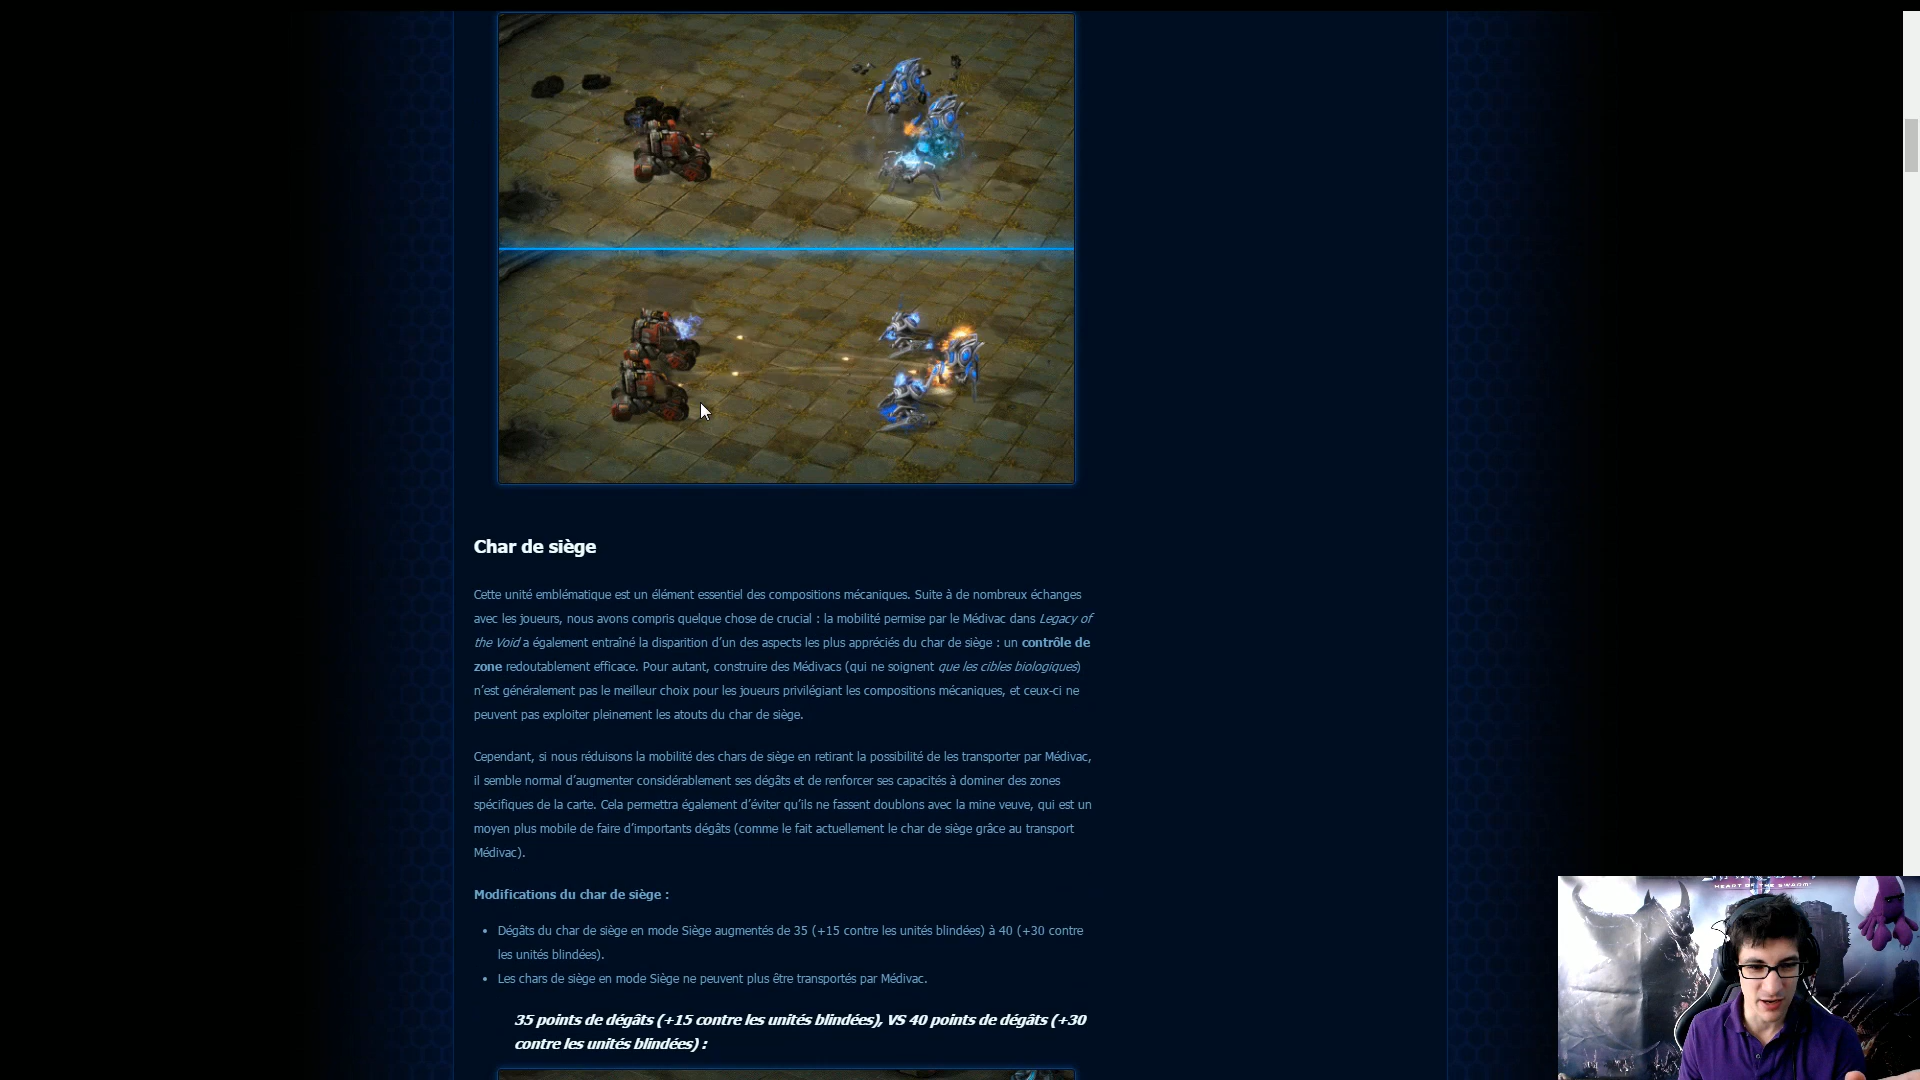 Char de siège
Cette unité emblématique est un élément essentiel des compositions mécaniques. Suite à de nombreux échanges
avec les joueurs, nous avons compris quelque chose de crucial : la mobilité permise par le Médivac dans Legacy of
the Void a également entraîné la disparition d’un des aspects les plus appréciés du char de siège : un contrôle de
zone redoutablement efficace. Pour autant, construire des Médivacs (qui ne soignent que les cibles biologiques)
n’est généralement pas le meilleur choix pour les joueurs privilégiant les compositions mécaniques, et ceux-ci ne
peuvent pas exploiter pleinement les atouts du char de siège.
Cependant, si nous réduisons la mobilité des chars de siège en retirant la possibilité de les transporter par Médivac,
il semble normal d’augmenter considérablement ses dégâts et de renforcer ses capacités à dominer des zones
spécifiques de la carte. Cela permettra également d’éviter qu’ils ne fassent doublons avec la mine veuve, qui est un
moyen plus mobile de faire d’importants dégâts (comme le fait actuellement le char de siège grâce au transport
Médivac).
Modifications du char de siège :
• Dégâts du char de siège en mode Siège augmentés de 35 (+15 contre les unités blindées) à 40 (+30 contre
les unités blindées).
• Les chars de siège en mode Siège ne peuvent plus être transportés par Médivac.
35 points de dégâts (+15 contre les unités blindées), VS 40 points de dégâts (+30
contre les unités blindées) :
HEART OF THE SWARM